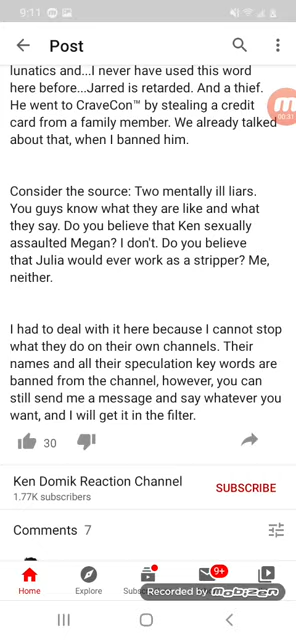 9:11
Post
lunatics and...I never have used this word
here before...Jarred is retarded. And a thief.
He went to CraveCon™ by stealing a credit
card from a family member. We already talked
about that, when I banned him.
00:31
Consider the source: Two mentally ill liars.
You guys know what they are like and what
they say. Do you believe that Ken sexually
assaulted Megan? I don't. Do you believe
that Julia would ever work as a stripper? Me,
neither.
I had to deal with it here because I cannot stop
what they do on their own channels. Their
names and all their speculation key words are
banned from the channel, however, you can
still send me a message and say whatever you
want, and I will get it in the filter.
30
Ken Domik Reaction Channel
1.77K subscribers
SUBSCRIBE
Comments 7
9+
Recorded by mobizen
Home
Explore